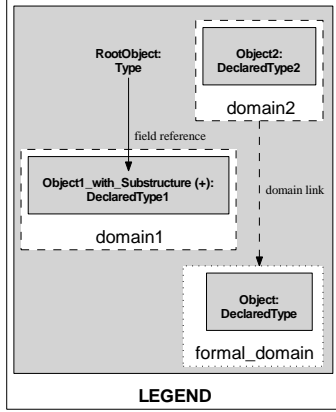 RootObject:
Type
Object2:
DeclaredType2
domain2
field reference
Object1_with_Substructure (+):
DeclaredType1
domain1
domain link
Object:
DeclaredType
formal_domain
LEGEND